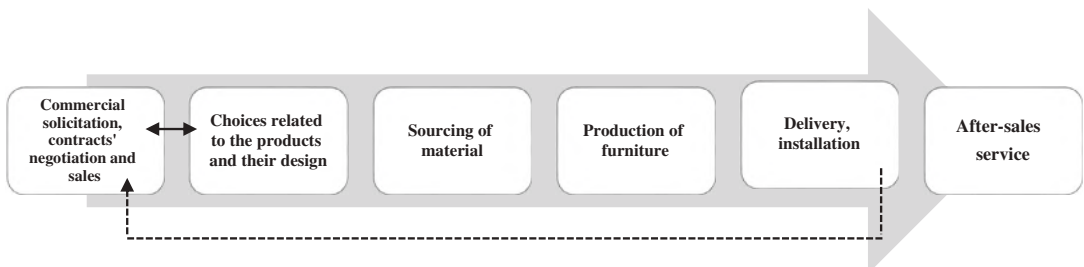 Commercial
solicitation,
contracts'
negotiation and
sales
Choices related
to the products
and their design
Sourcing of
material
Production of
furniture
Delivery,
installation
After-sales
service